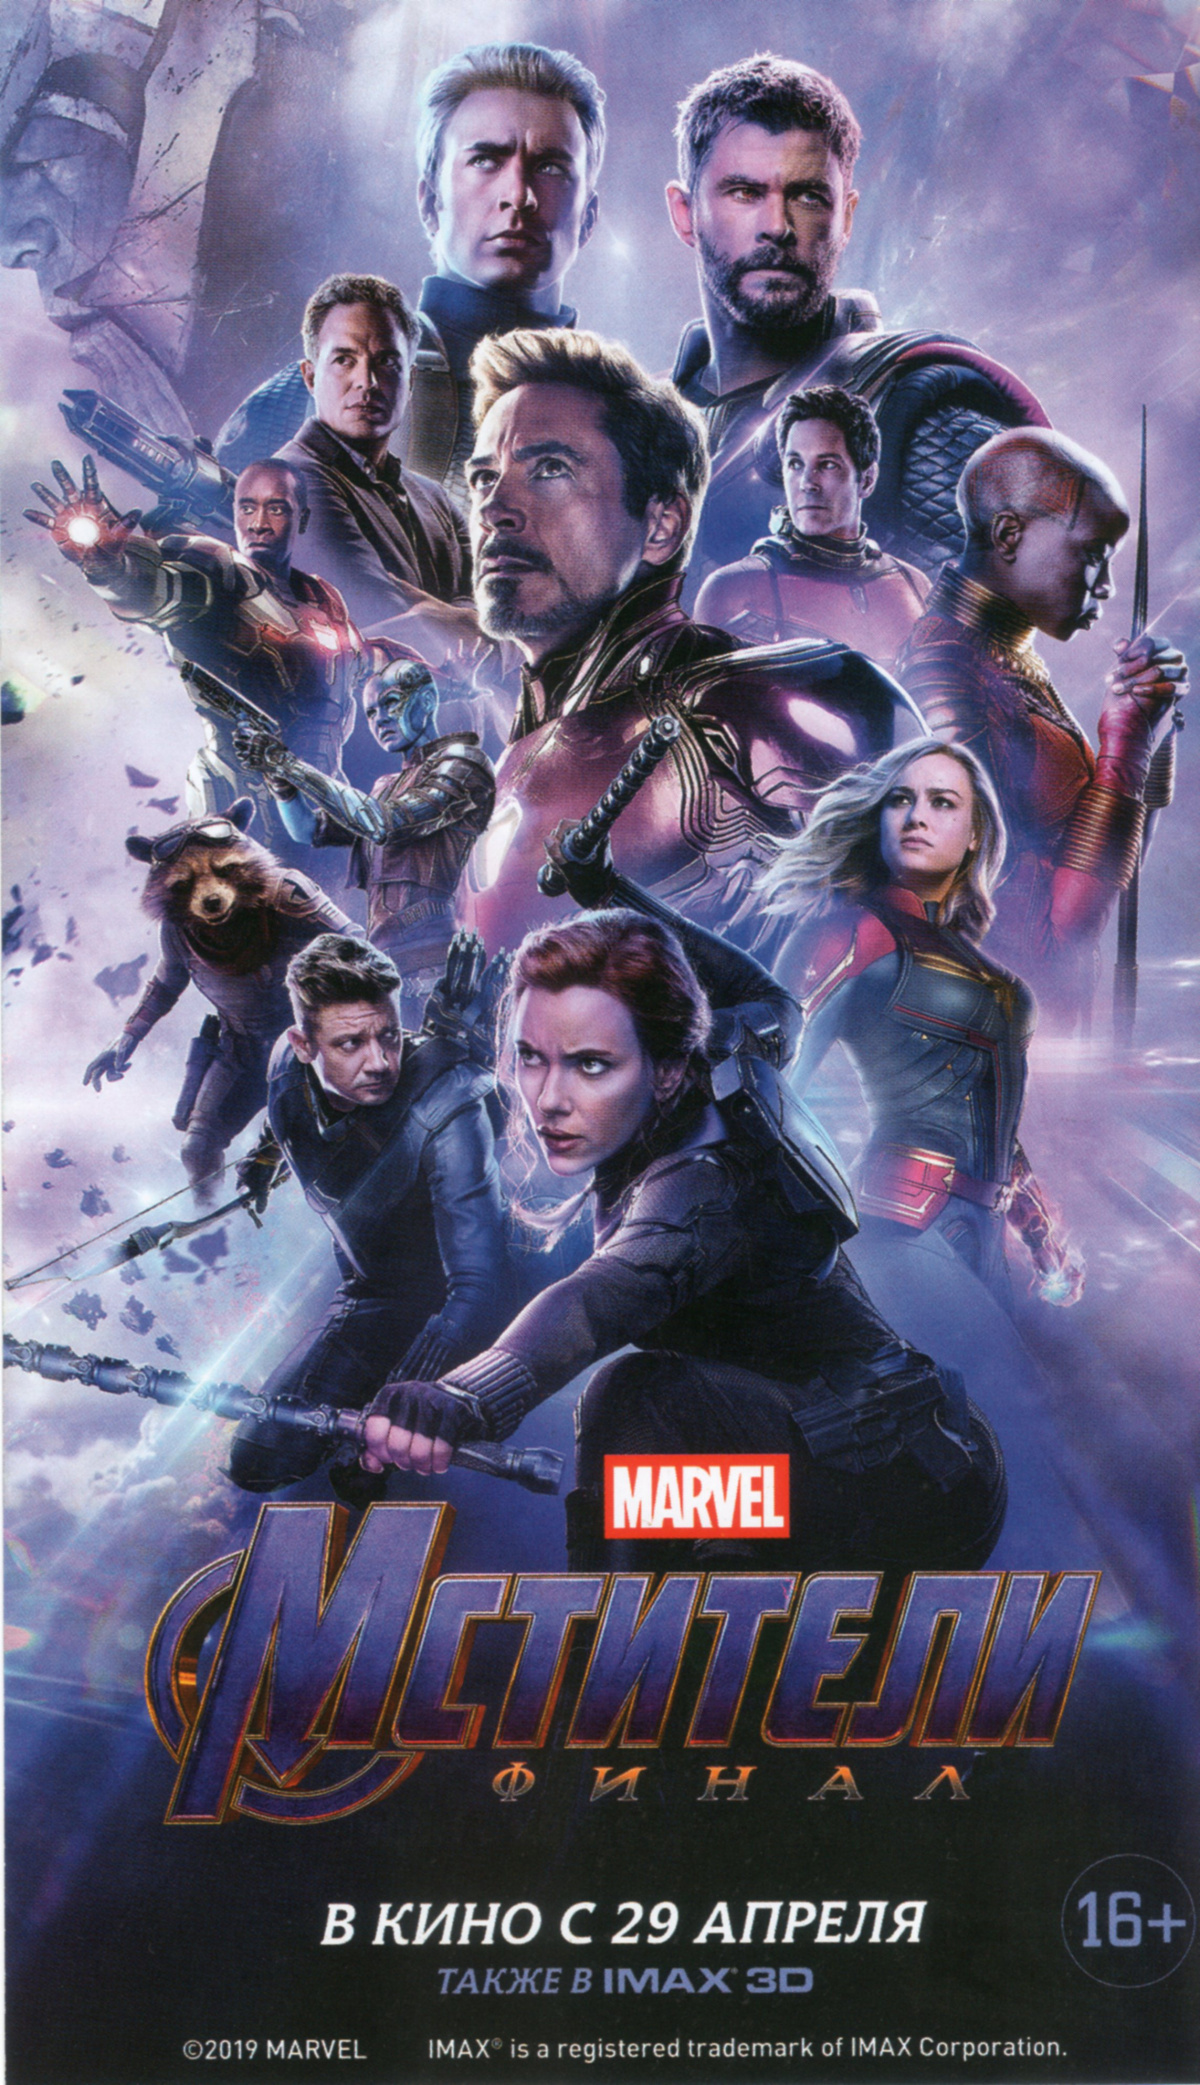 MARVEL
Мстители
ФИНАЛ
В КИНО С 29 АПРЕЛЯ
16+
ТАКЖЕ В IMAX® 3D
©2019 MARVEL IMAX® is a registered trademark of IMAX Corporation.